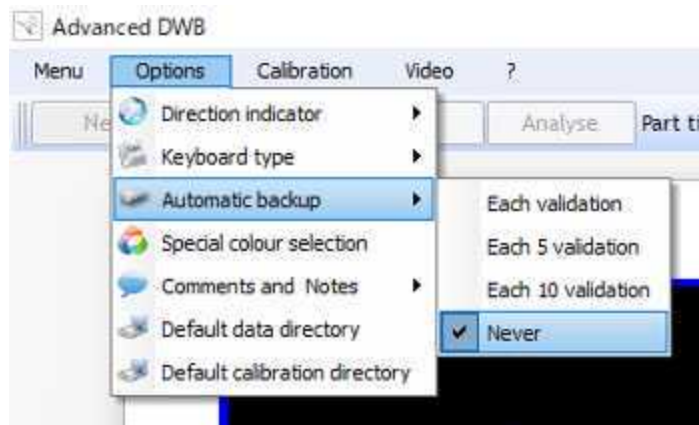 Advanced DWB
Menu Options Calibration Video ?
Ne Analyse Part ti
Direction indicator
Keyboard type
Automatic backup
Each validation
Special colour selection
Each 5 validation
Comments and Notes
Each 10 validation
Default data directory
Never
Default calibration directory